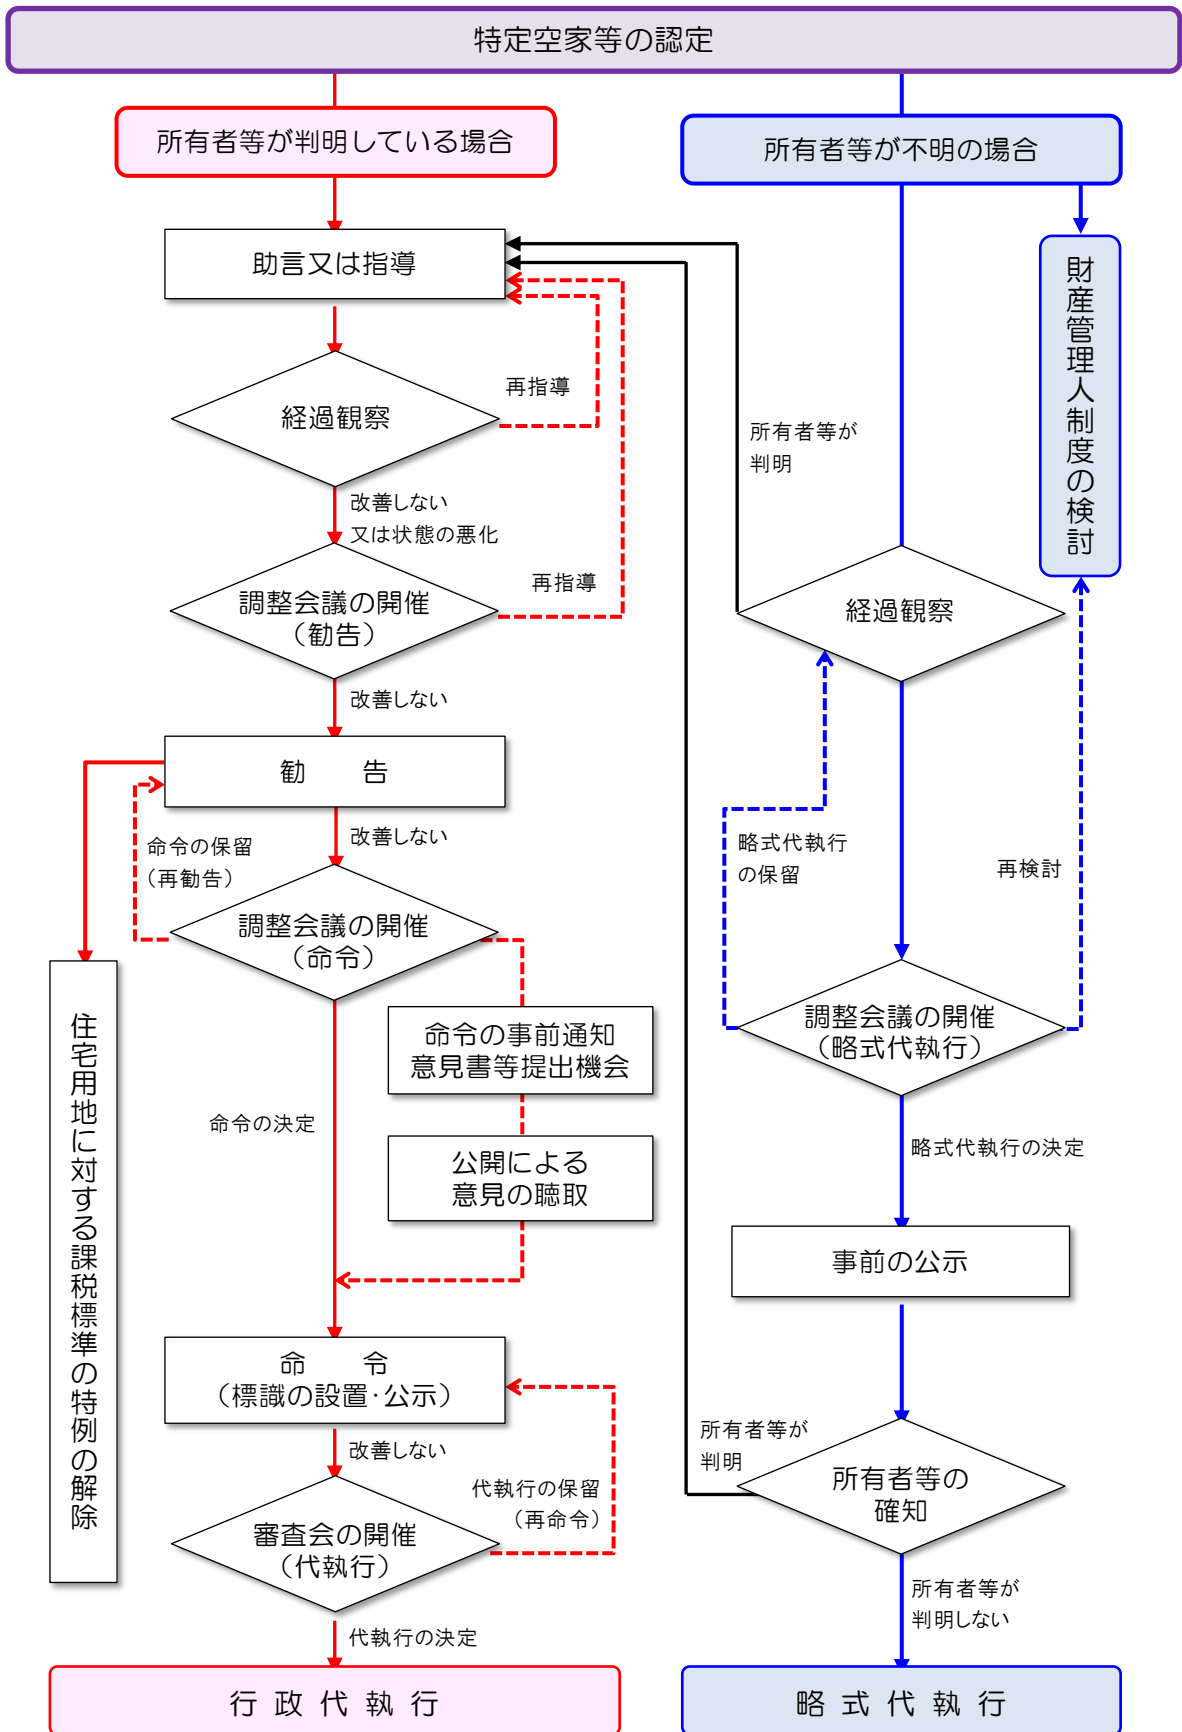 特定空家等の認定
所有者等が判明している場合
所有者等が不明の場合
助言又は指導
財産管理人制度の検討
経過観察
再指導
所有者等が
判明
改善しない
又は状態の悪化
調整会議の開催
（勧告）
再指導
経過観察
改善しない
勧　　告
改善しない
命令の保留
（再勧告）
略式代執行
の保留
再検討
調整会議の開催
（命令）
住宅用地に対する課税標準の特例の解除
命令の事前通知
意見書等提出機会
調整会議の開催
（略式代執行）
命令の決定
公開による
意見の聴取
略式代執行の決定
事前の公示
命　　令
（標識の設置・公示）
所有者等が
判明
改善しない
代執行の保留
（再命令）
所有者等の
確知
審査会の開催
（代執行）
所有者等が
判明しない
代執行の決定
行 政 代 執 行
略 式 代 執 行